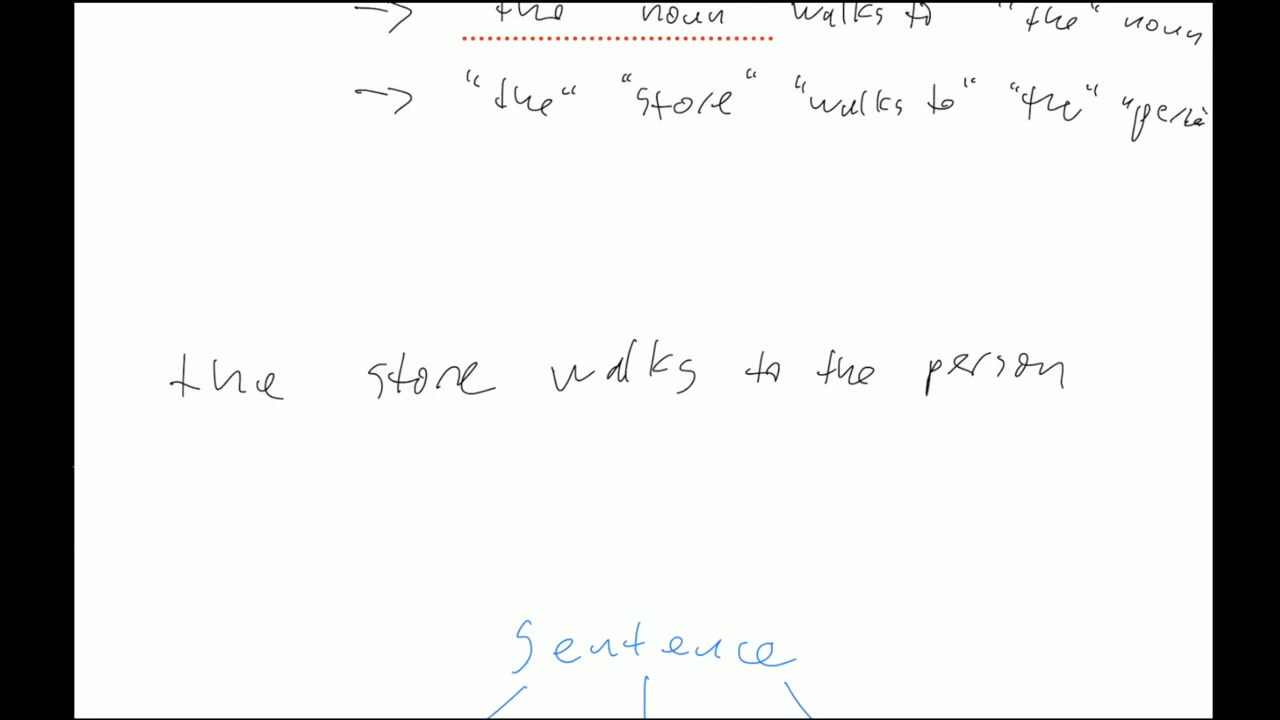 → the noun walks to "the" noun
→ "the" "store" "walks to" "the"
the store walks to the person
Sentence